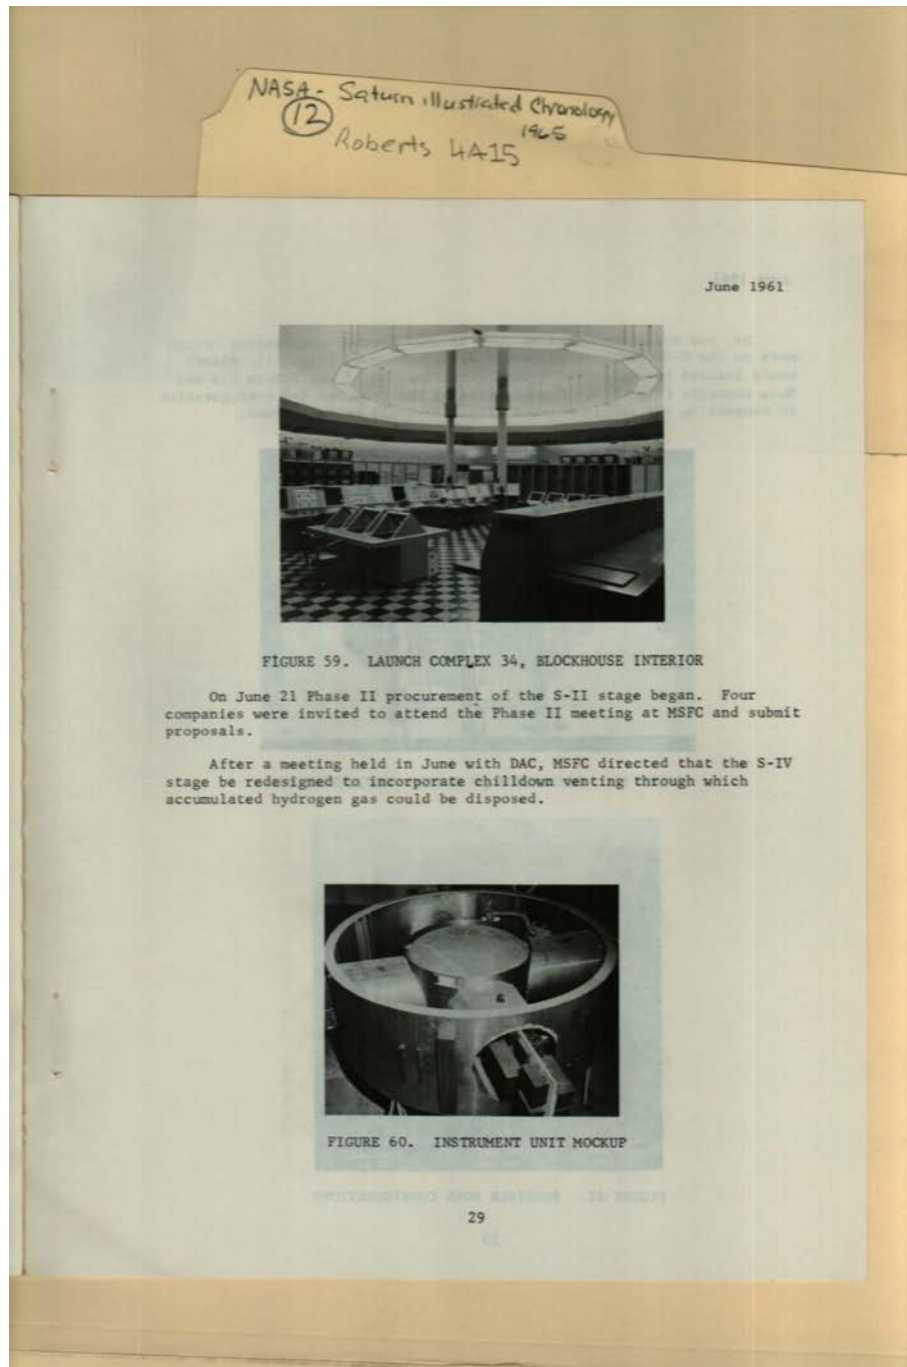 NASA - Saturn illustrated Chronology
12
1965
Roberts 4A15
June 1961
FIGURE 59. LAUNCH COMPLEX 34, BLOCKHOUSE INTERIOR
On June 21 Phase II procurement of the S-II stage began. Four
companies were invited to attend the Phase II meeting at MSFC and submit
proposals.
After a meeting held in June with DAC, MSFC directed that the S-IV
stage be redesigned to incorporate chilldown venting through which
accumulated hydrogen gas could be disposed.
FIGURE 60. INSTRUMENT UNIT MOCKUP
29